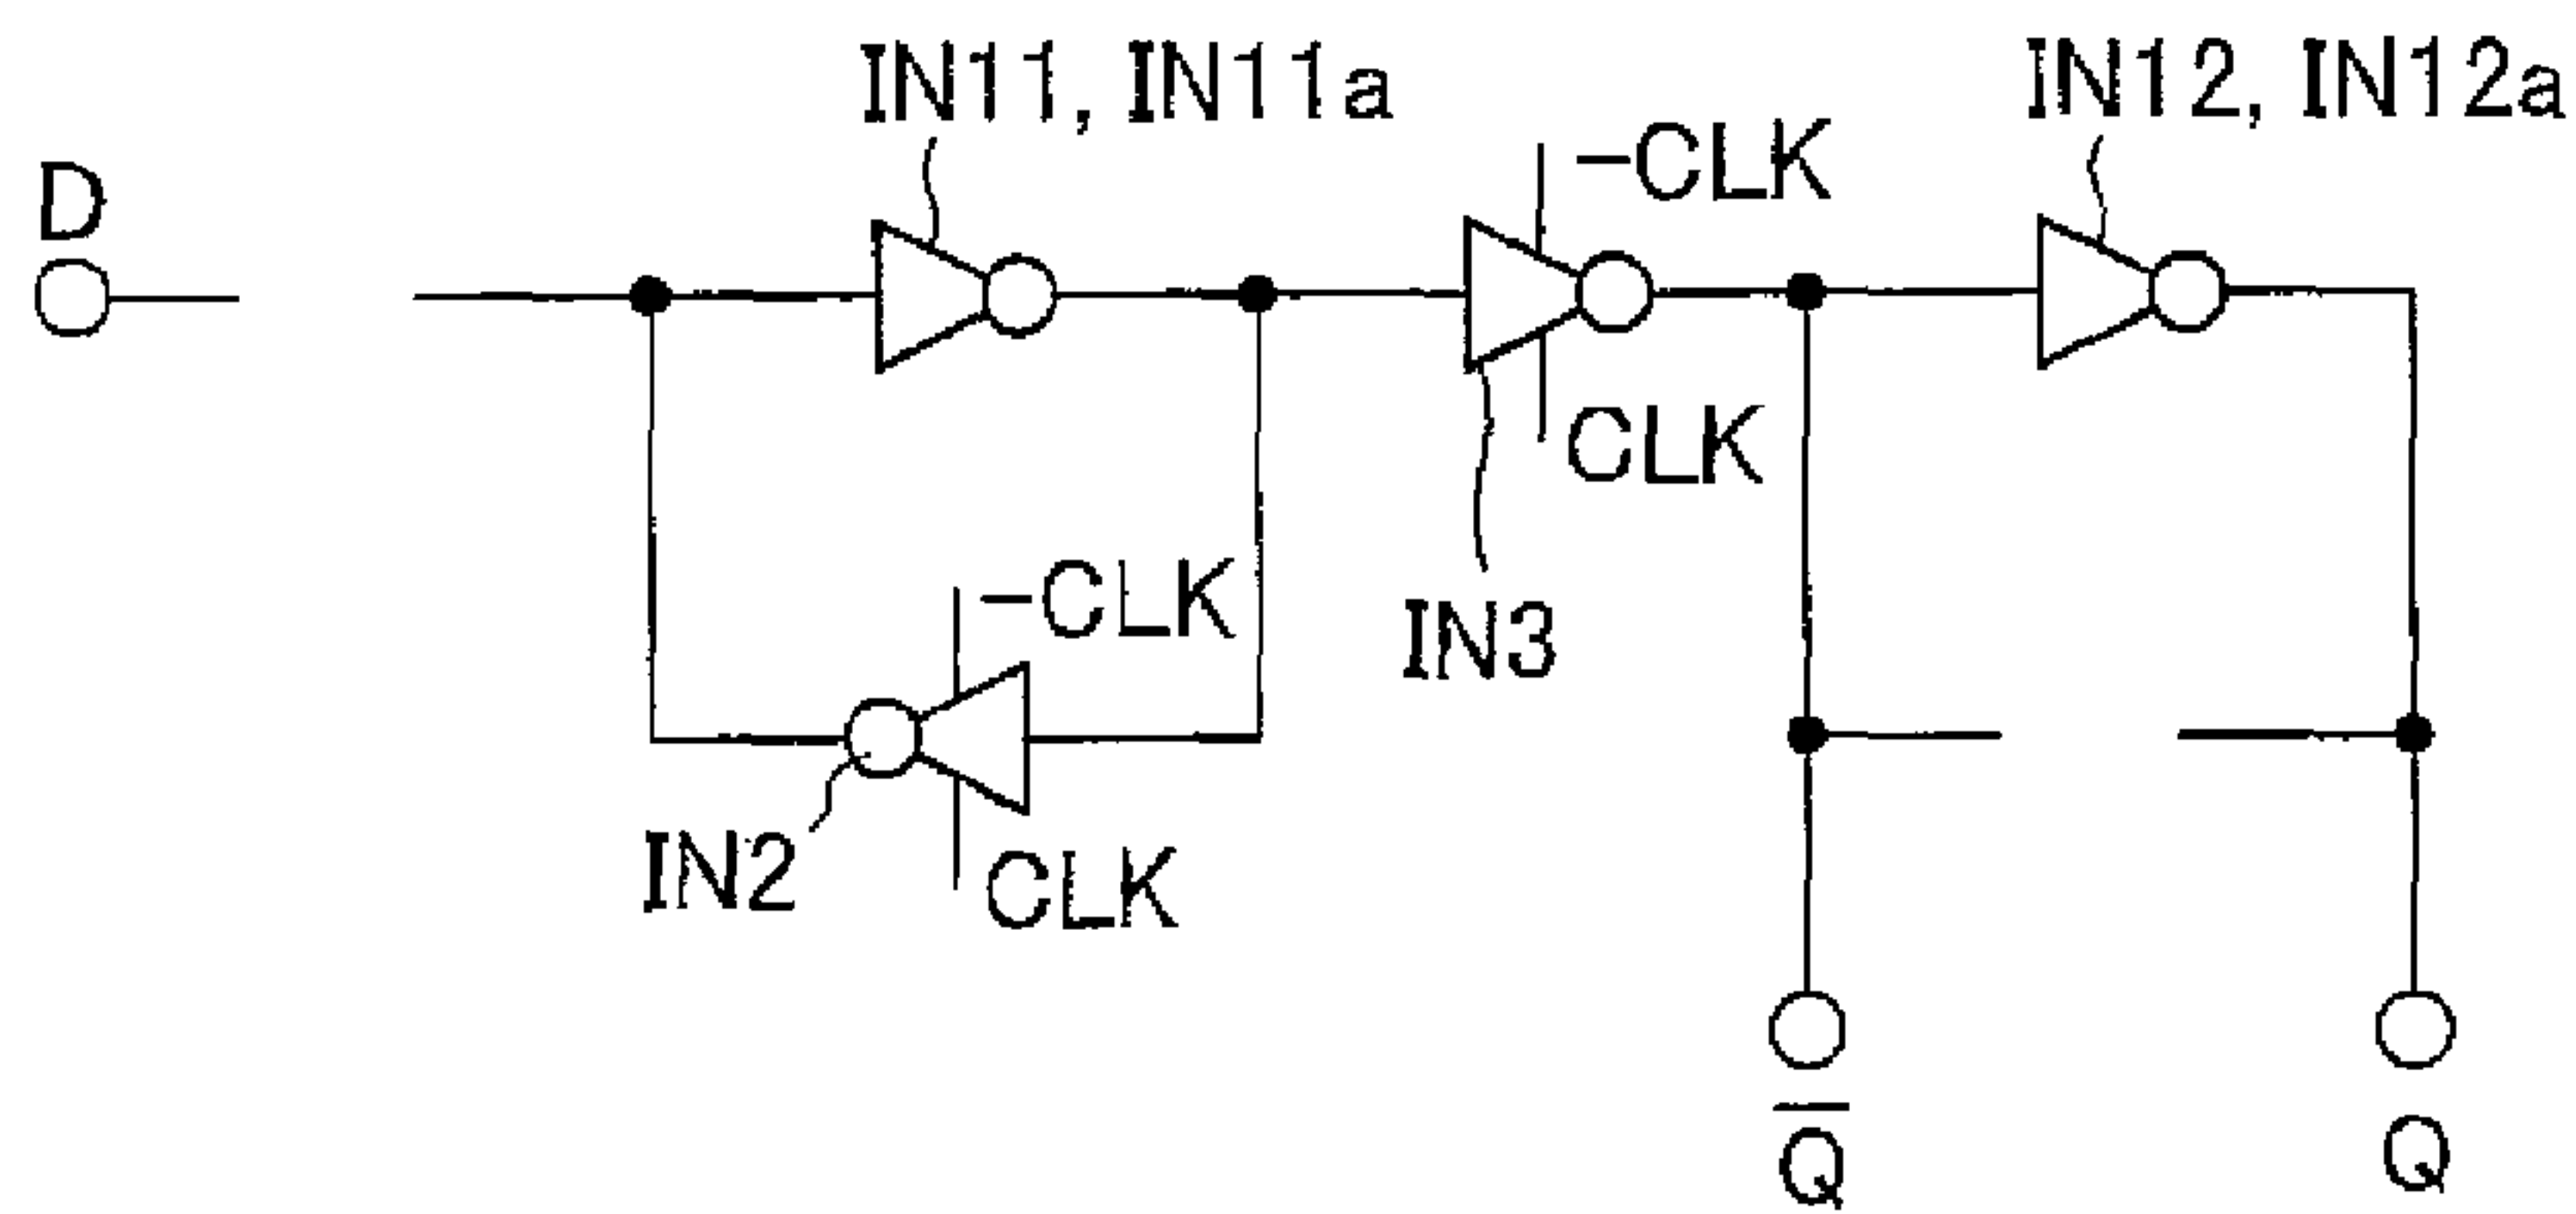 IN11, IN11a
IN12, IN12a
-CLK
D
CLK
-CLK
IN3
IN2
CLK
Q̅
Q